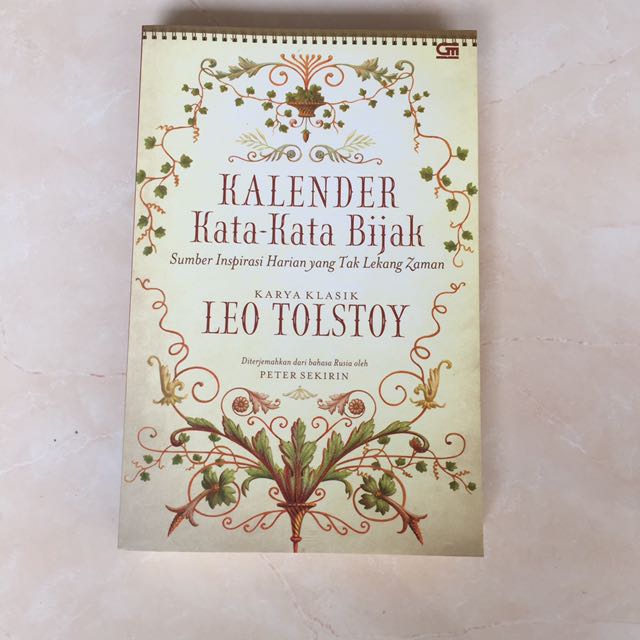 GM
KALENDER
Kata-Kata Bijak
Sumber Inspirasi Harian yang Tak Lekang Zaman
KARYA KLASIK
LEO TOLSTOY
Diterjemahkan dari bahasa Rusia oleh
PETER SEKIRIN